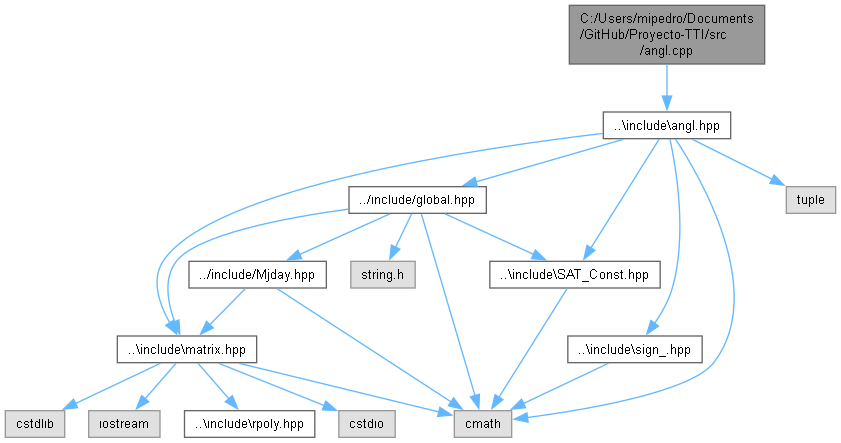 C:/Users/mipedro/Documents
/GitHub/Proyecto-TTI/src
/angl.cpp
..\include\angl.hpp
../include/global.hpp
tuple
../include/Mjday.hpp
string.h
..\include\SAT_Const.hpp
..\include\matrix.hpp
..\include\sign_.hpp
cstdlib
iostream
..\include\rpoly.hpp
cstdio
cmath